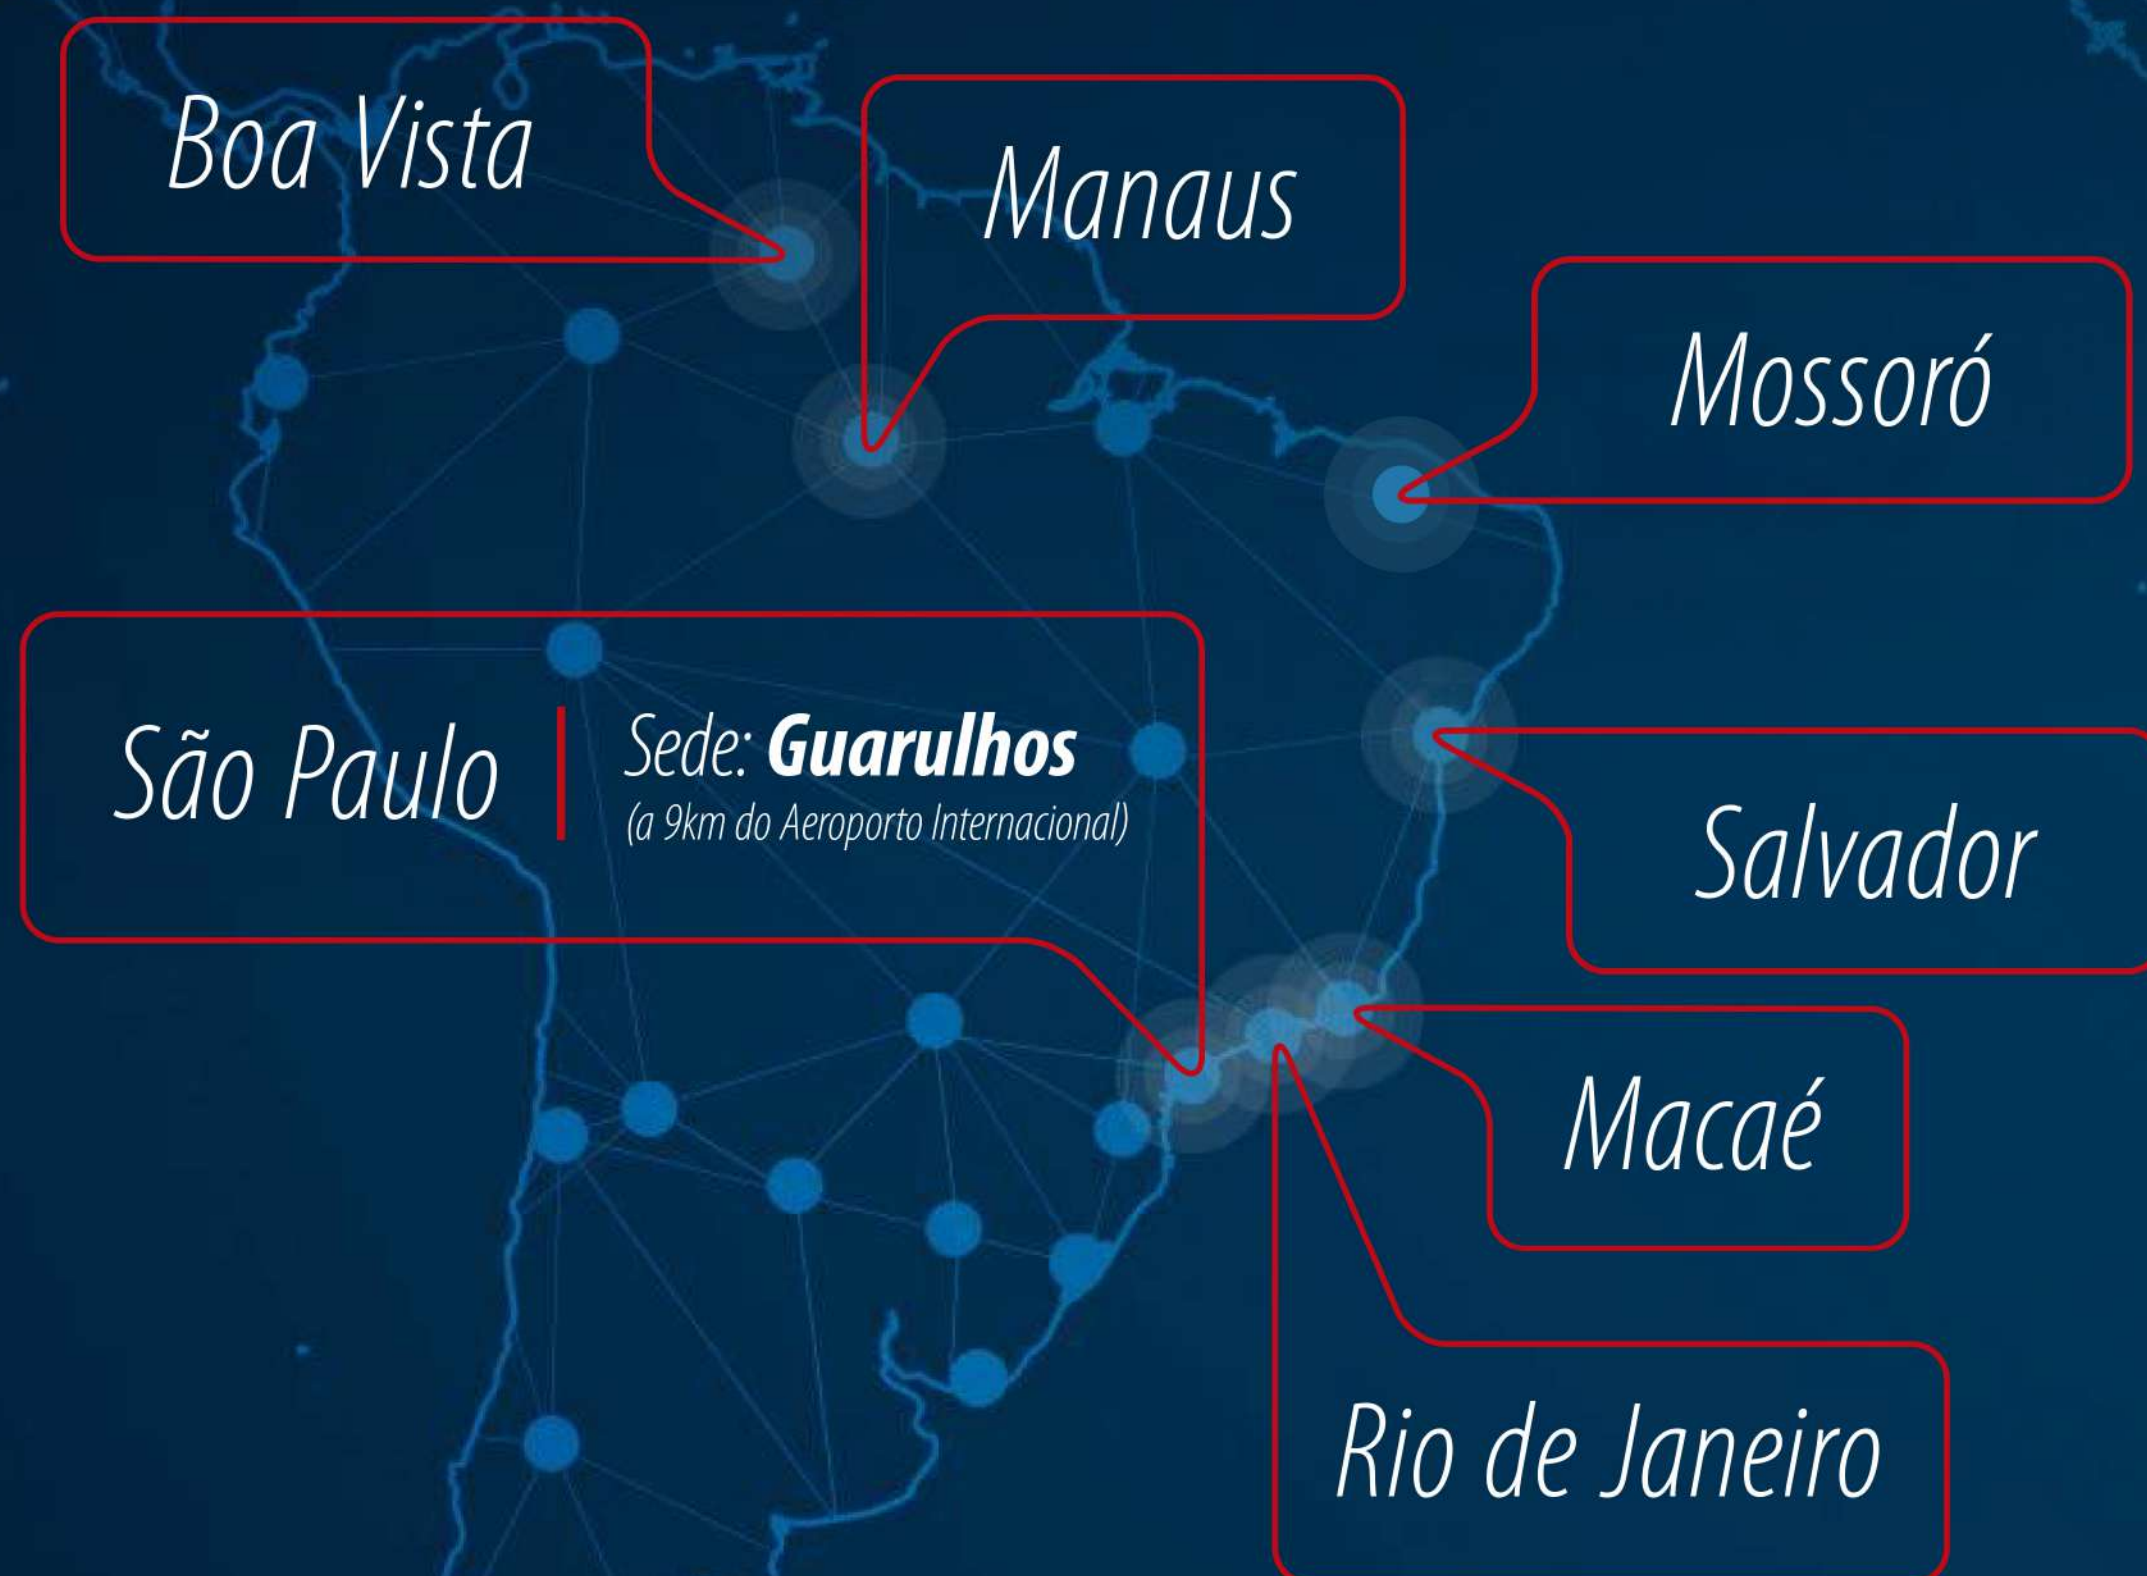 Boa Vista
Manaus
Mossoró
São Paulo
Sede: Guarulhos
(a 9km do Aeroporto Internacional)
Salvador
Macaé
Rio de Janeiro